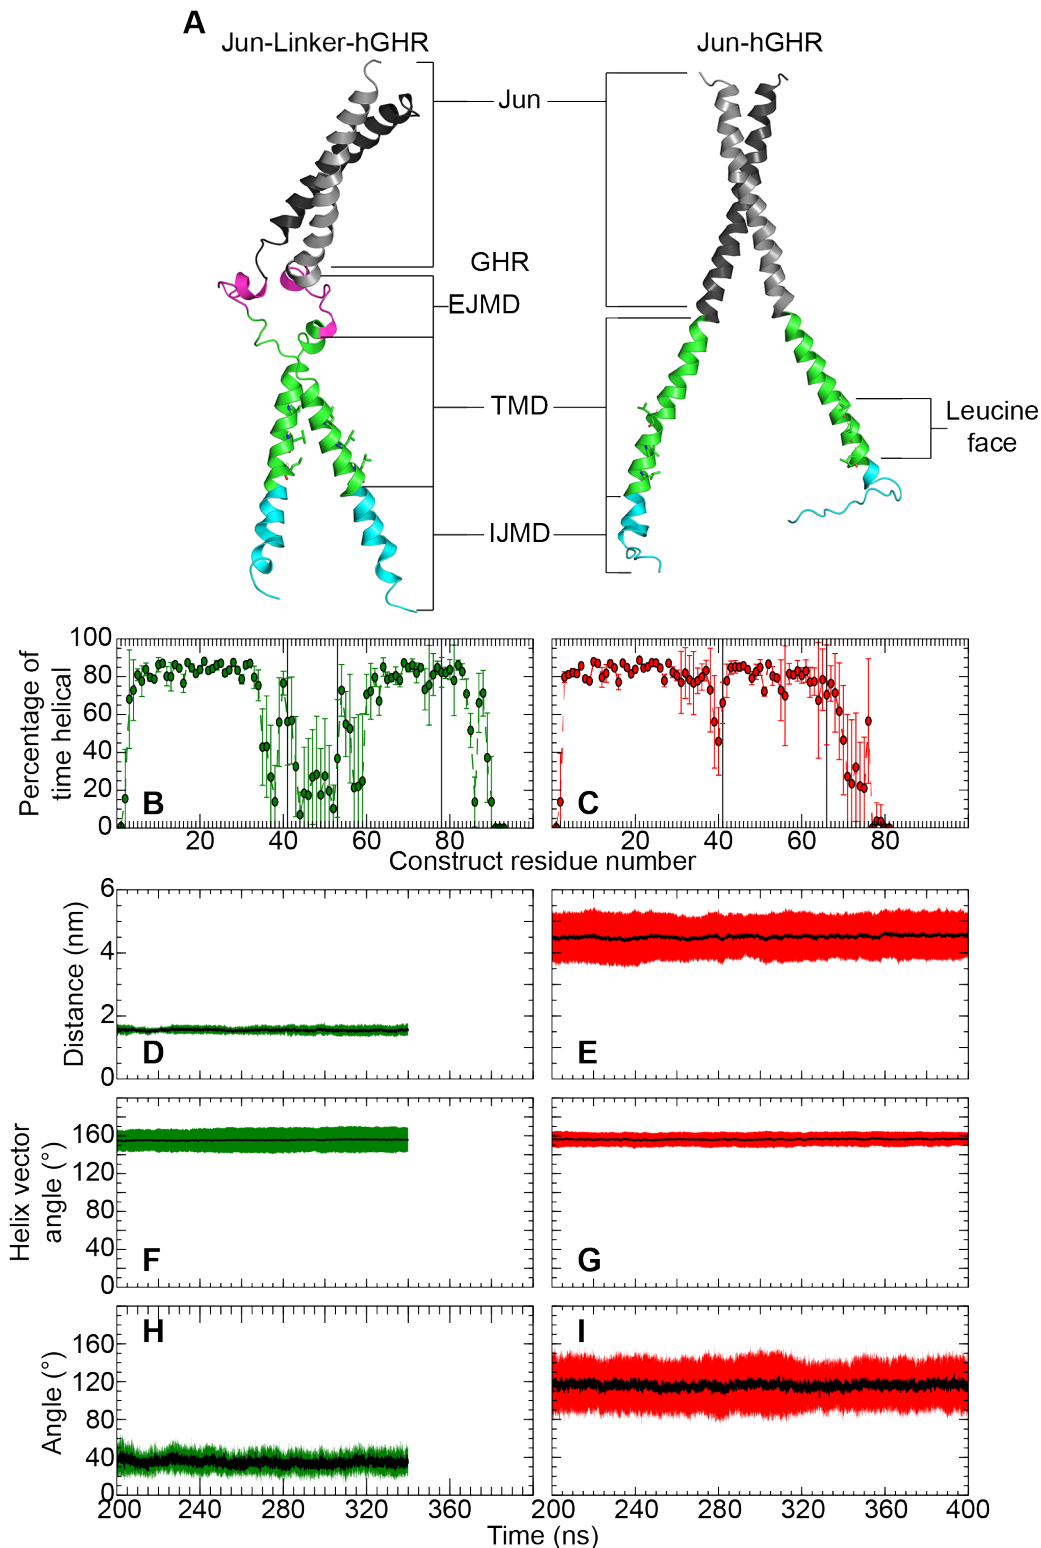 A
Jun-Linker-hGHR
Jun-hGHR
Jun
GHR
EJMD
TMD
Leucine
face
IJMD
Percentage of
time helical
100
80
60
40
20
0
B
C
20 40 60 80
20 40 60 80
Construct residue number
Distance (nm)
6
4
2
0
D
E
Helix vector
angle (°)
160
120
80
40
0
F
G
Angle (°)
160
120
80
40
0
H
I
200 240 280 320 360
200 240 280 320 360 400
Time (ns)